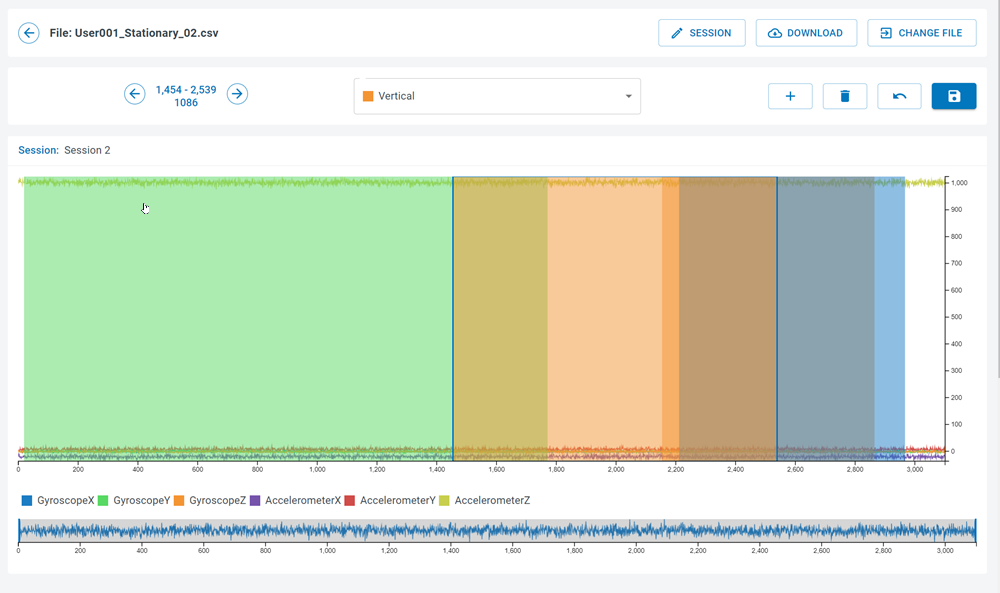 File: User001_Stationary_02.csv
SESSION
DOWNLOAD
CHANGE FILE
1,454 - 2,539
1086
Vertical
Session: Session 2
1,000
900
800
700
600
500
400
300
200
100
0
0 200 400 600 800 1,000 1,200 1,400 1,600 1,800 2,000 2,200 2,400 2,600 2,800 3,000
GyroscopeX GyroscopeY GyroscopeZ AccelerometerX AccelerometerY AccelerometerZ
0 200 400 600 800 1,000 1,200 1,400 1,600 1,800 2,000 2,200 2,400 2,600 2,800 3,000